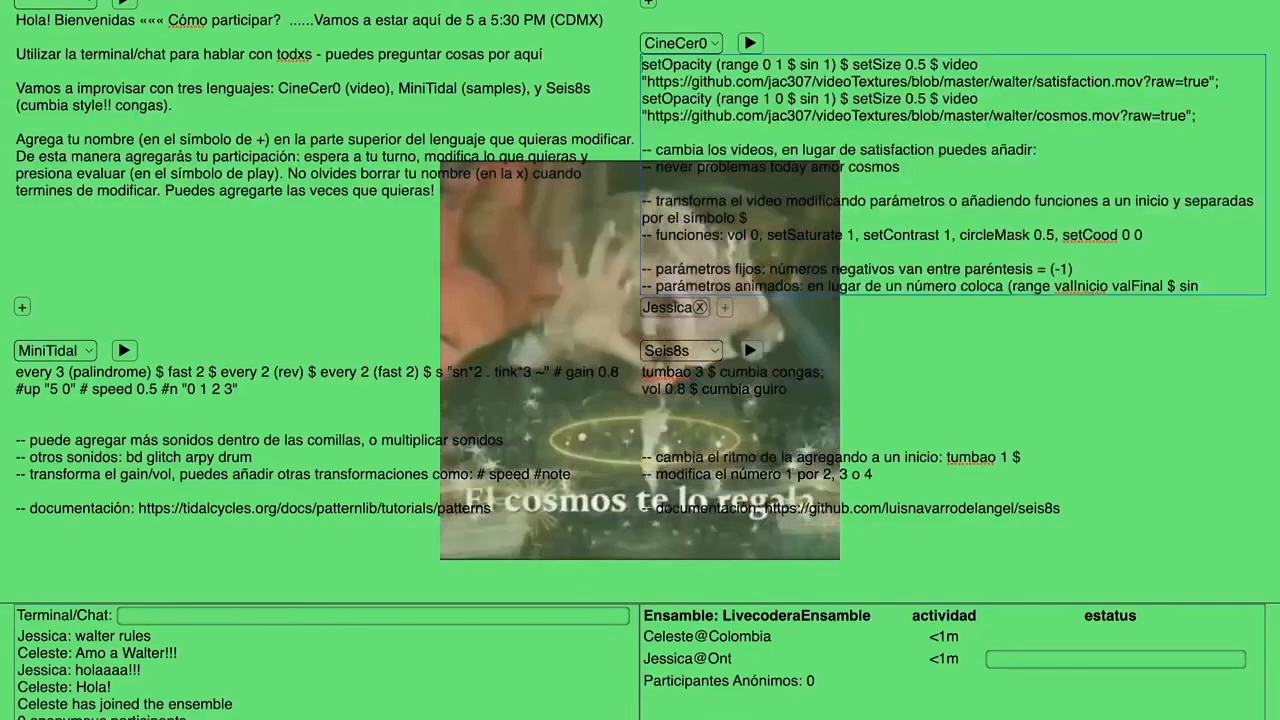 Hola! Bienvenidas ««« Cómo participar?  ......Vamos a estar aquí de 5 a 5:30 PM (CDMX)
Utilizar la terminal/chat para hablar con todxs - puedes preguntar cosas por aquí
Vamos a improvisar con tres lenguajes: CineCer0 (video), MiniTidal (samples), y Seis8s
(cumbia style!! congas).
Agrega tu nombre (en el símbolo de +) en la parte superior del lenguaje que quieras modificar.
De esta manera agregarás tu participación: espera a tu turno, modifica lo que quieras y
presiona evaluar (en el símbolo de play). No olvides borrar tu nombre (en la x) cuando
termines de modificar. Puedes agregarte las veces que quieras!
+
CineCer0
setOpacity (range 0 1 $ sin 1) $ setSize 0.5 $ video
"https://github.com/jac307/videoTextures/blob/master/walter/satisfaction.mov?raw=true";
setOpacity (range 1 0 $ sin 1) $ setSize 0.5 $ video
"https://github.com/jac307/videoTextures/blob/master/walter/cosmos.mov?raw=true";
-- cambia los videos, en lugar de satisfaction puedes añadir:
-- never problemas today amor cosmos
-- transforma el video modificando parámetros o añadiendo funciones a un inicio y separadas
por el símbolo $
-- funciones: vol 0, setSaturate 1, setContrast 1, circleMask 0.5, setCood 0 0
-- parámetros fijos: números negativos van entre paréntesis = (-1)
-- parámetros animados: en lugar de un número coloca (range valInicio valFinal $ sin
Jessica X +
MiniTidal
every 3 (palindrome) $ fast 2 $ every 2 (rev) $ every 2 (fast 2) $ s "sn*2 . tink*3 ~" # gain 0.8
#up "5 0" # speed 0.5 #n "0 1 2 3"
-- puede agregar más sonidos dentro de las comillas, o multiplicar sonidos
-- otros sonidos: bd glitch arpy drum
-- transforma el gain/vol, puedes añadir otras transformaciones como: # speed #note
-- documentación: https://tidalcycles.org/docs/patternlib/tutorials/patterns
Seis8s
tumbao 3 $ cumbia congas;
vol 0.8 $ cumbia guiro
-- cambia el ritmo de la agregando a un inicio: tumbao 1 $
-- modifica el número 1 por 2, 3 o 4
-- documentación: https://github.com/luisnavarrodelangel/seis8s
El cosmos te lo regala
Terminal/Chat:
Jessica: walter rules
Celeste: Amo a Walter!!!
Jessica: holaaaa!!!
Celeste: Hola!
Celeste has joined the ensemble
0 anonymous participants
Ensamble: LivecoderaEnsamble actividad estatus
Celeste@Colombia <1m
Jessica@Ont <1m
Participantes Anónimos: 0